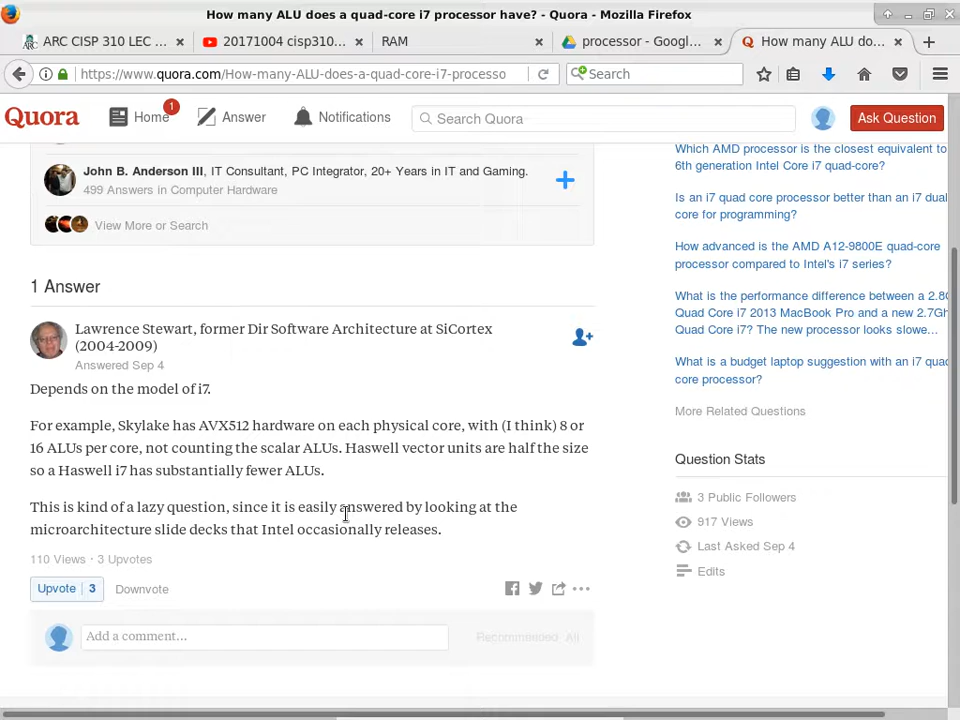 How many ALU does a quad-core i7 processor have? - Quora - Mozilla Firefox
ARC CISP 310 LEC ...
20171004 cisp310...
RAM
processor - Googl...
How many ALU do...
https://www.quora.com/How-many-ALU-does-a-quad-core-i7-processo
Search
Quora
Home
1
Answer
Notifications
Search Quora
Ask Question
John B. Anderson III, IT Consultant, PC Integrator, 20+ Years in IT and Gaming.
499 Answers in Computer Hardware
View More or Search
1 Answer
Lawrence Stewart, former Dir Software Architecture at SiCortex
(2004-2009)
Answered Sep 4
Depends on the model of i7.
For example, Skylake has AVX512 hardware on each physical core, with (I think) 8 or
16 ALUs per core, not counting the scalar ALUs. Haswell vector units are half the size
so a Haswell i7 has substantially fewer ALUs.
This is kind of a lazy question, since it is easily answered by looking at the
microarchitecture slide decks that Intel occasionally releases.
110 Views · 3 Upvotes
Upvote | 3
Downvote
Add a comment...
Recommended All
Which AMD processor is the closest equivalent to
6th generation Intel Core i7 quad-core?
Is an i7 quad core processor better than an i7 dual
core for programming?
How advanced is the AMD A12-9800E quad-core
processor compared to Intel's i7 series?
What is the performance difference between a 2.8G
Quad Core i7 2013 MacBook Pro and a new 2.7Gh
Quad Core i7? The new processor looks slowe...
What is a budget laptop suggestion with an i7 quad
core processor?
More Related Questions
Question Stats
3 Public Followers
917 Views
Last Asked Sep 4
Edits